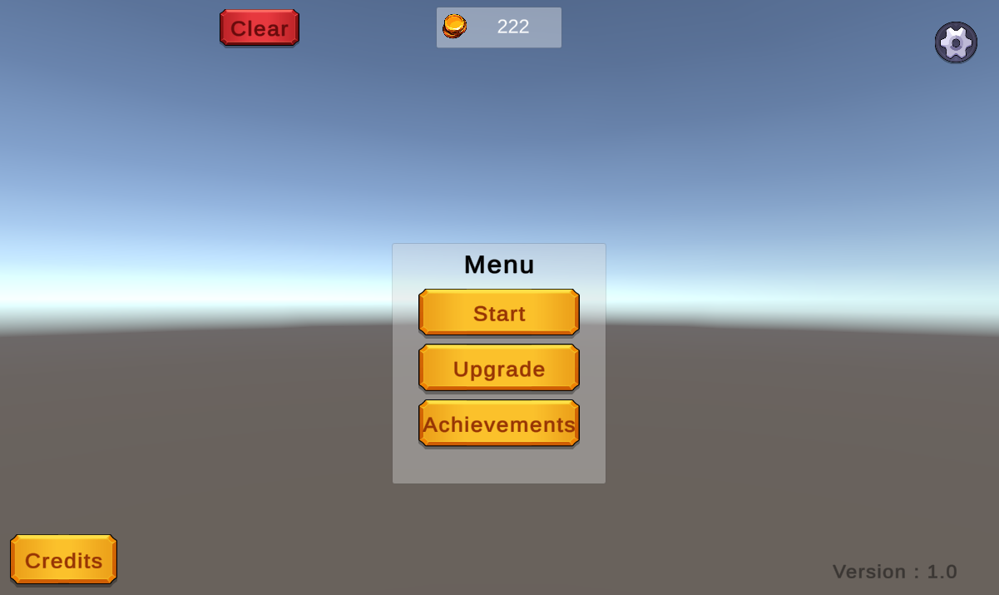 Clear
222
Menu
Start
Upgrade
Achievements
Credits
Version : 1.0